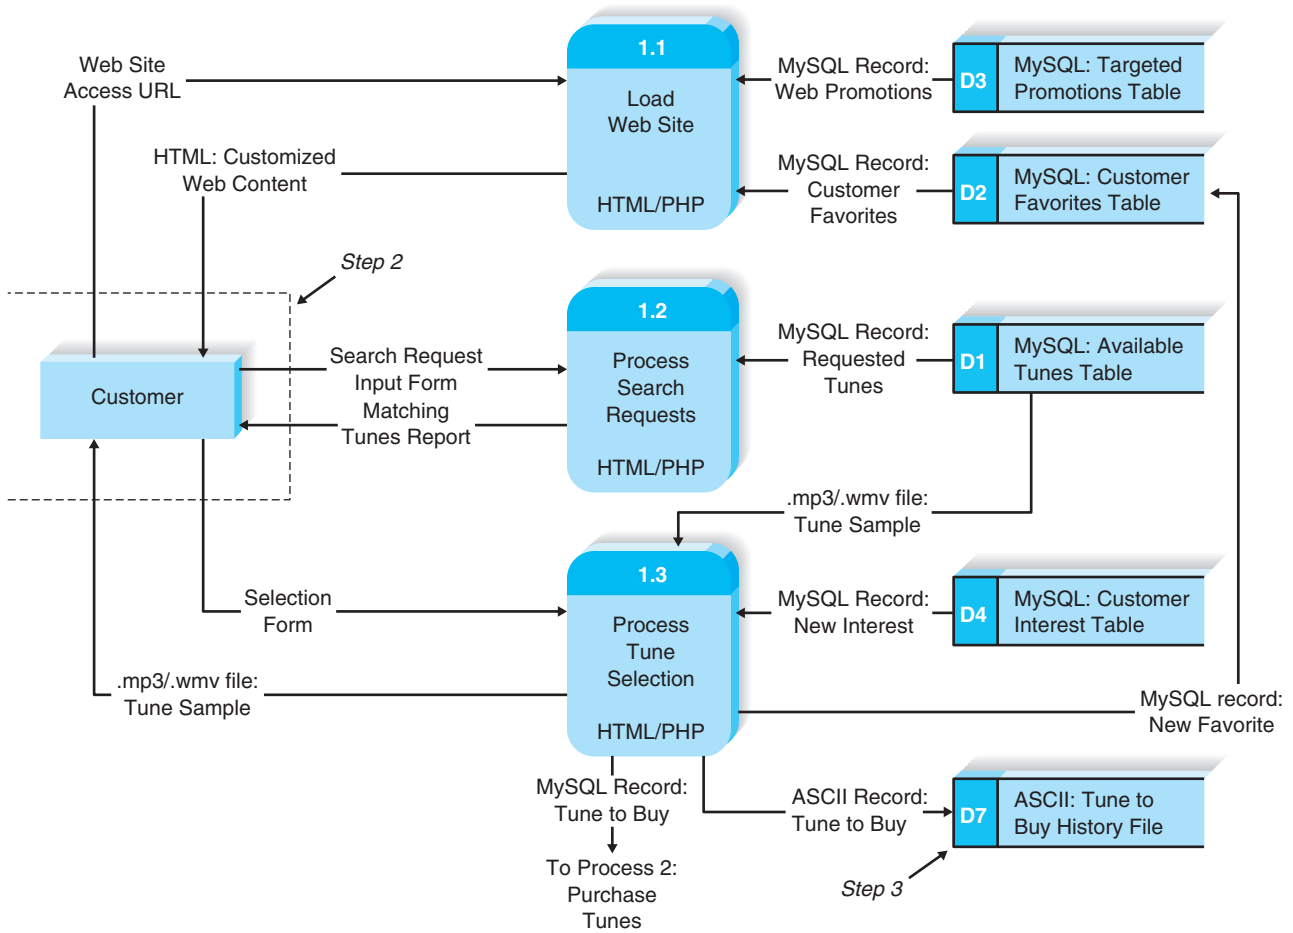 Web Site
Access URL
1.1
Load
Web Site
HTML/PHP
MySQL Record:
Web Promotions
D3
MySQL: Targeted
Promotions Table
HTML: Customized
Web Content
MySQL Record:
Customer
Favorites
D2
MySQL: Customer
Favorites Table
Step 2
Customer
Search Request
Input Form
Matching
Tunes Report
1.2
Process
Search
Requests
HTML/PHP
MySQL Record:
Requested
Tunes
D1
MySQL: Available
Tunes Table
.mp3/.wmv file:
Tune Sample
Selection
Form
1.3
Process
Tune
Selection
HTML/PHP
MySQL Record:
New Interest
D4
MySQL: Customer
Interest Table
.mp3/.wmv file:
Tune Sample
MySQL record:
New Favorite
MySQL Record:
Tune to Buy
ASCII Record:
Tune to Buy
D7
ASCII: Tune to
Buy History File
To Process 2:
Purchase
Tunes
Step 3